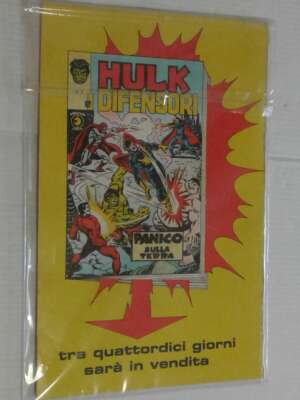 HULK
E I DIFENSORI
PANICO
SULLA
TERRA
tra quattordici giorni
sarà in vendita